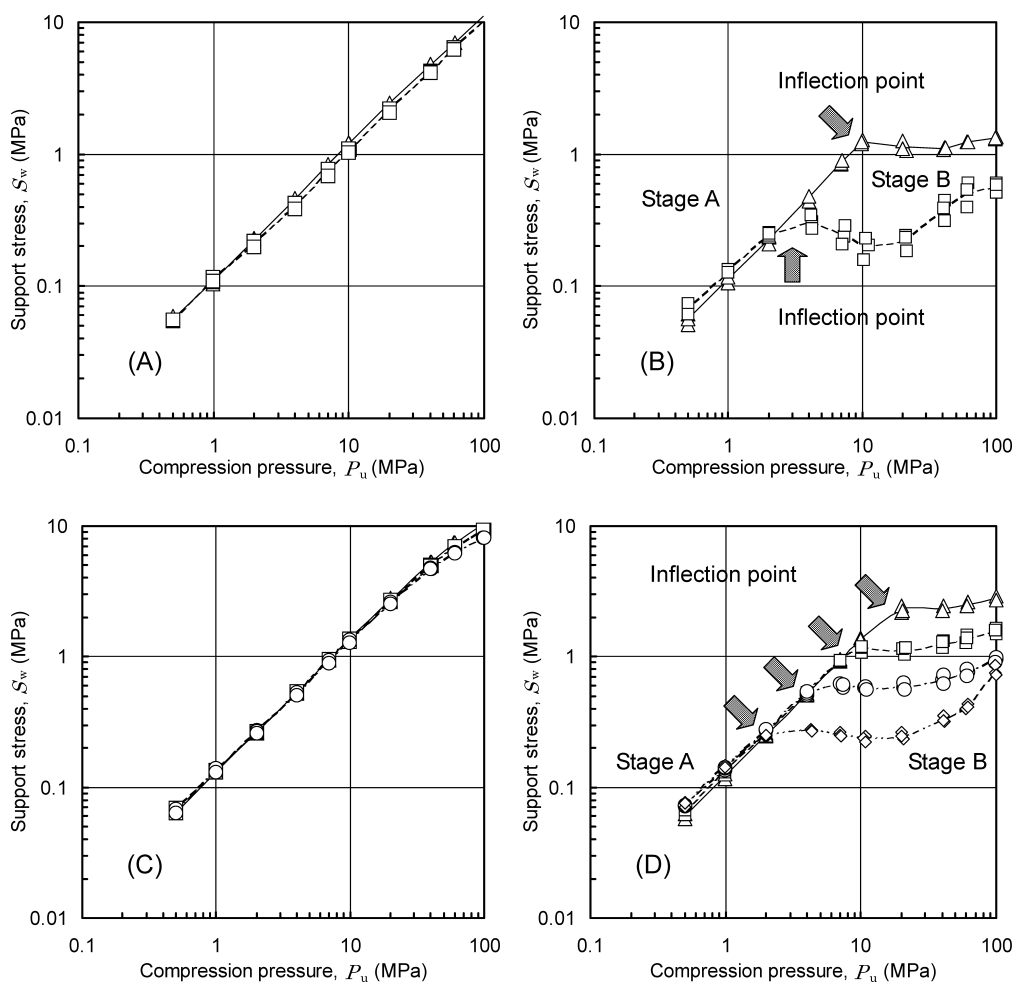 10
1
0.1
0.01
0.1
1
10
100
Support stress, Sw (MPa)
Compression pressure, Pu (MPa)
(A)
10
1
0.1
0.01
0.1
1
10
100
Support stress, Sw (MPa)
Compression pressure, Pu (MPa)
Inflection point
Stage A
Stage B
Inflection point
(B)
10
1
0.1
0.01
0.1
1
10
100
Support stress, Sw (MPa)
Compression pressure, Pu (MPa)
(C)
10
1
0.1
0.01
0.1
1
10
100
Support stress, Sw (MPa)
Compression pressure, Pu (MPa)
Inflection point
Stage A
Stage B
(D)